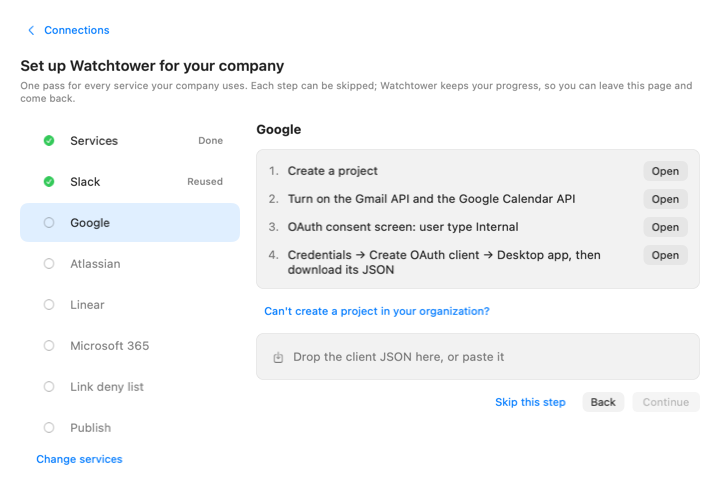 Connections
Set up Watchtower for your company
One pass for every service your company uses. Each step can be skipped; Watchtower keeps your progress, so you can leave this page and
come back.
Services Done
Slack Reused
Google
Atlassian
Linear
Microsoft 365
Link deny list
Publish
Change services
Google
1. Create a project Open
2. Turn on the Gmail API and the Google Calendar API Open
3. OAuth consent screen: user type Internal Open
4. Credentials → Create OAuth client → Desktop app, then Open
download its JSON
Can't create a project in your organization?
Drop the client JSON here, or paste it
Skip this step Back Continue